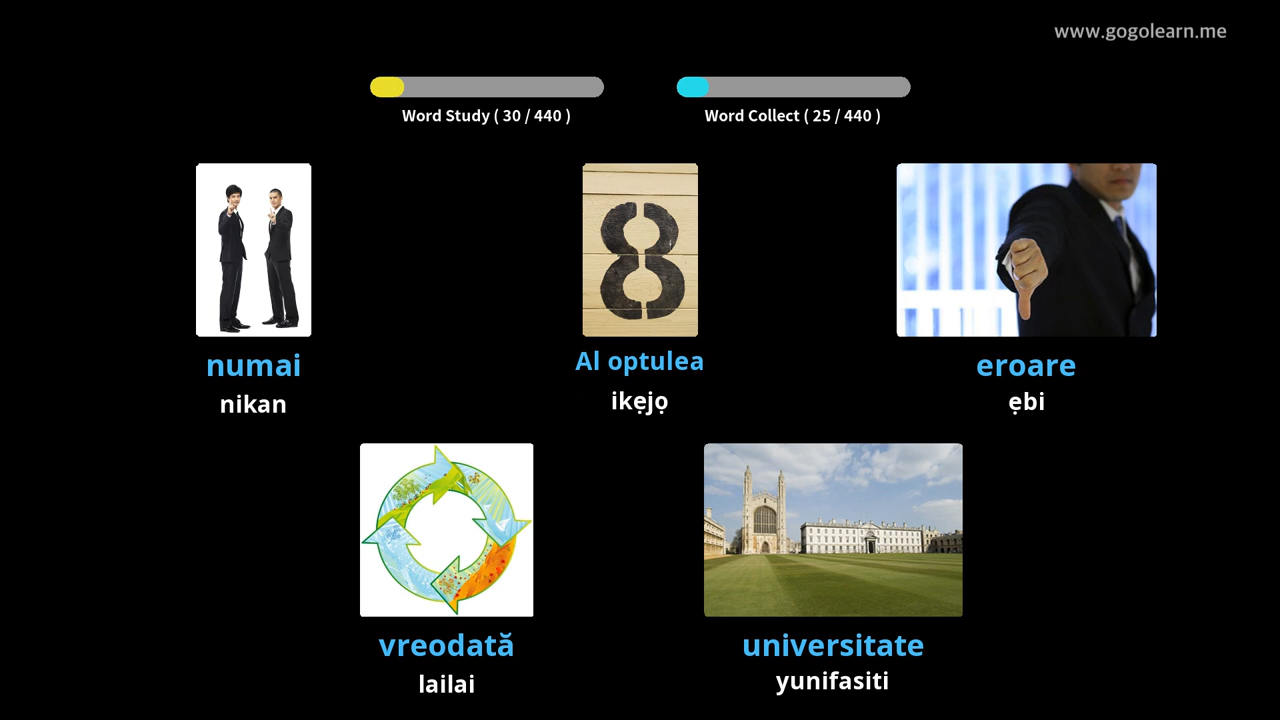 www.gogolearn.me
Word Study ( 30 / 440 )
Word Collect ( 25 / 440 )
8
numai
nikan
Al optulea
ikẹjọ
eroare
ẹbi
vreodată
lailai
universitate
yunifasiti